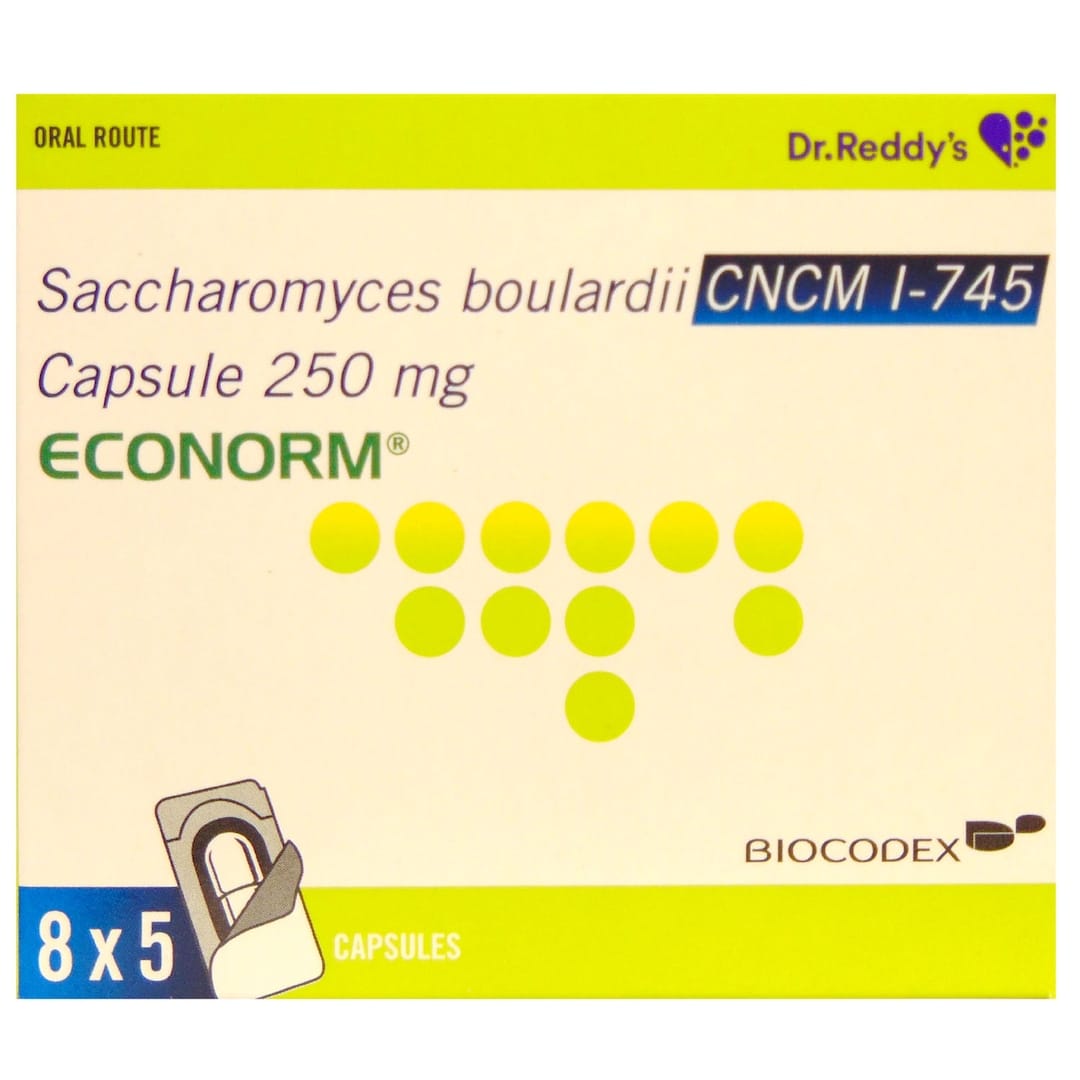 ORAL ROUTE
Dr.Reddy's
Saccharomyces boulardii CNCM I-745
Capsule 250 mg
ECONORM®
BIOCODEX
8 x 5
CAPSULES